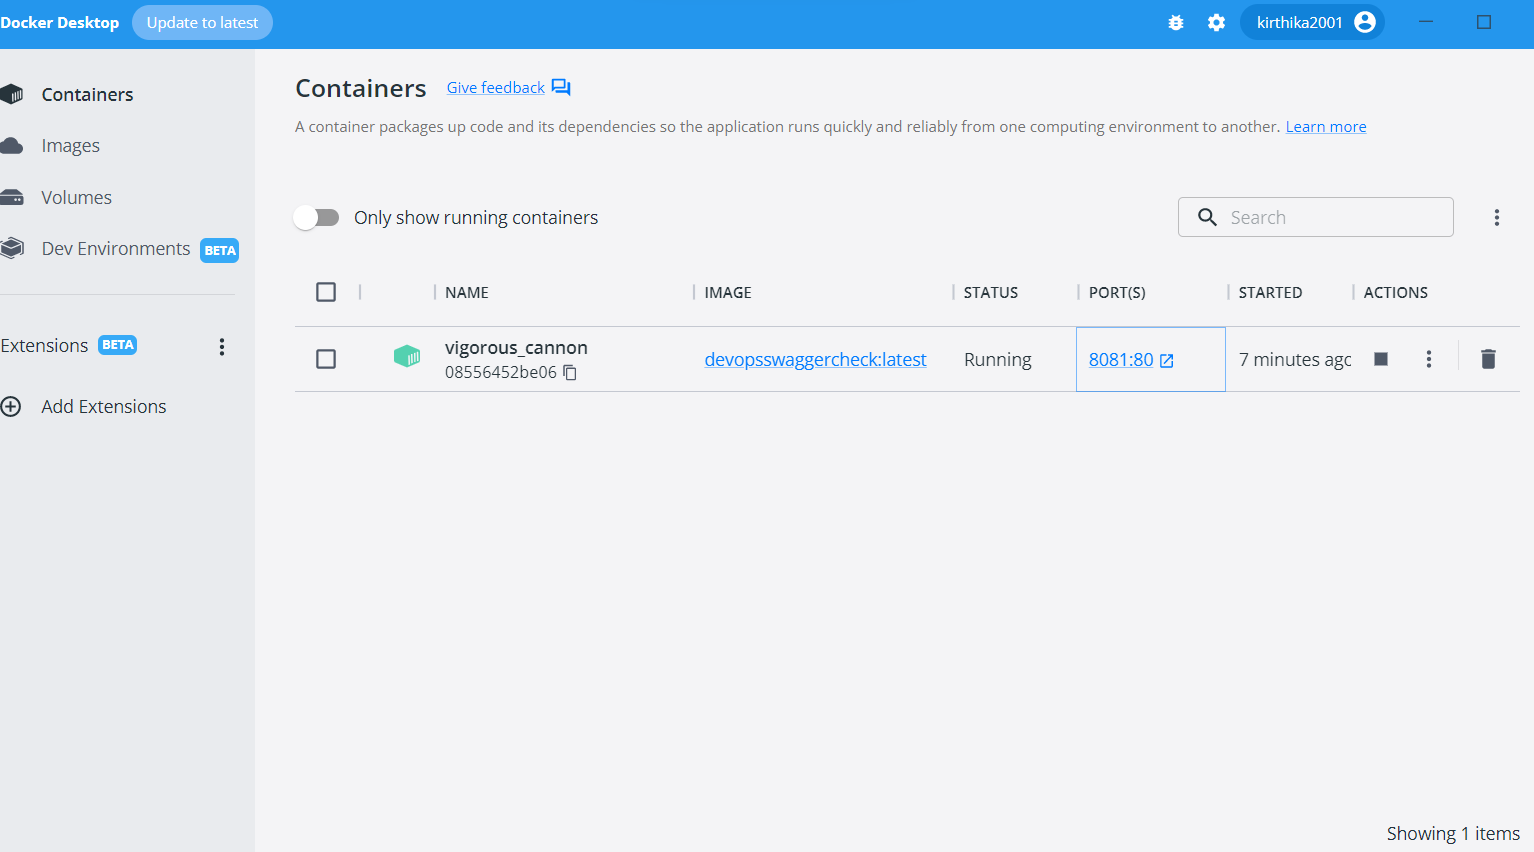 Docker Desktop Update to latest kirthika2001
Containers
Images
Volumes
Dev Environments BETA
Extensions BETA
Add Extensions
Containers Give feedback
A container packages up code and its dependencies so the application runs quickly and reliably from one computing environment to another. Learn more
Only show running containers Search
NAME IMAGE STATUS PORT(S) STARTED ACTIONS
vigorous_cannon devopsswaggercheck:latest Running 8081:80 7 minutes agc
08556452be06
Showing 1 items